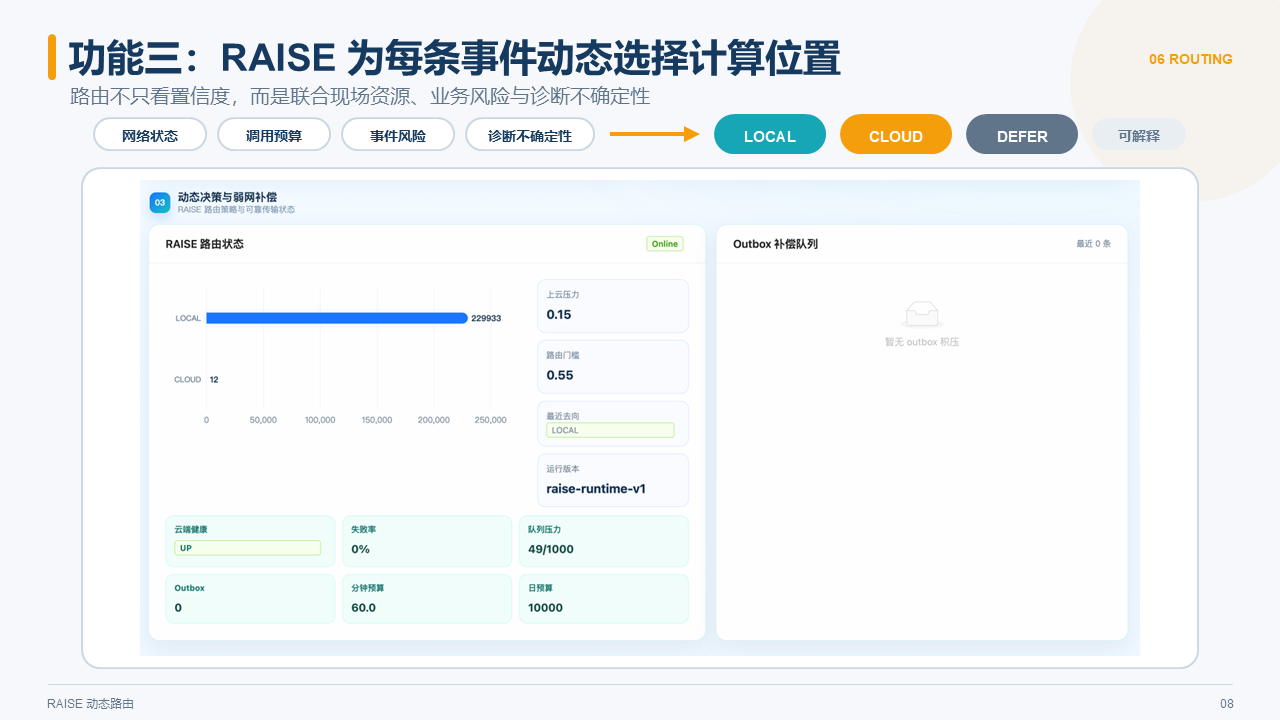 功能三：RAISE 为每条事件动态选择计算位置
06 ROUTING
路由不只看置信度，而是联合现场资源、业务风险与诊断不确定性
网络状态
调用预算
事件风险
诊断不确定性
LOCAL
CLOUD
DEFER
可解释
03
动态决策与弱网补偿
RAISE 路由策略与可靠传输状态
RAISE 路由状态
Online
LOCAL
229933
CLOUD
12
0
50,000
100,000
150,000
200,000
250,000
上云压力
0.15
路由门槛
0.55
最近去向
LOCAL
运行版本
raise-runtime-v1
云端健康
UP
失败率
0%
队列压力
49/1000
Outbox
0
分钟预算
60.0
日预算
10000
Outbox 补偿队列
最近 0 条
暂无 outbox 积压
RAISE 动态路由
08